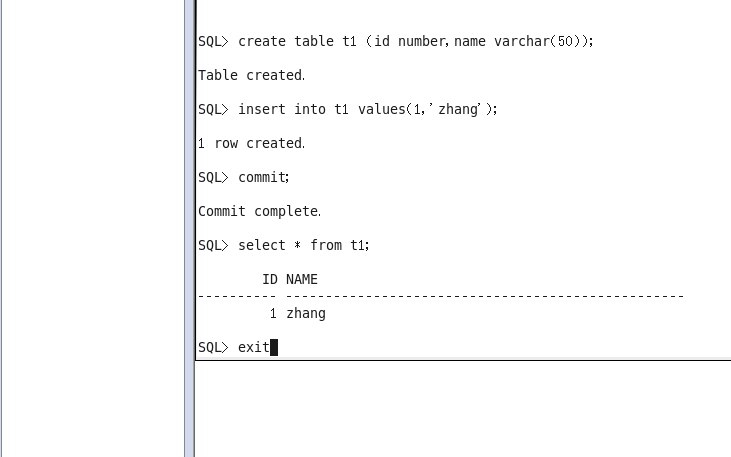 SQL> create table t1 (id number,name varchar(50));
Table created.
SQL> insert into t1 values(1,'zhang');
1 row created.
SQL> commit;
Commit complete.
SQL> select * from t1;
        ID NAME
---------- --------------------------------------------------
         1 zhang
SQL> exit